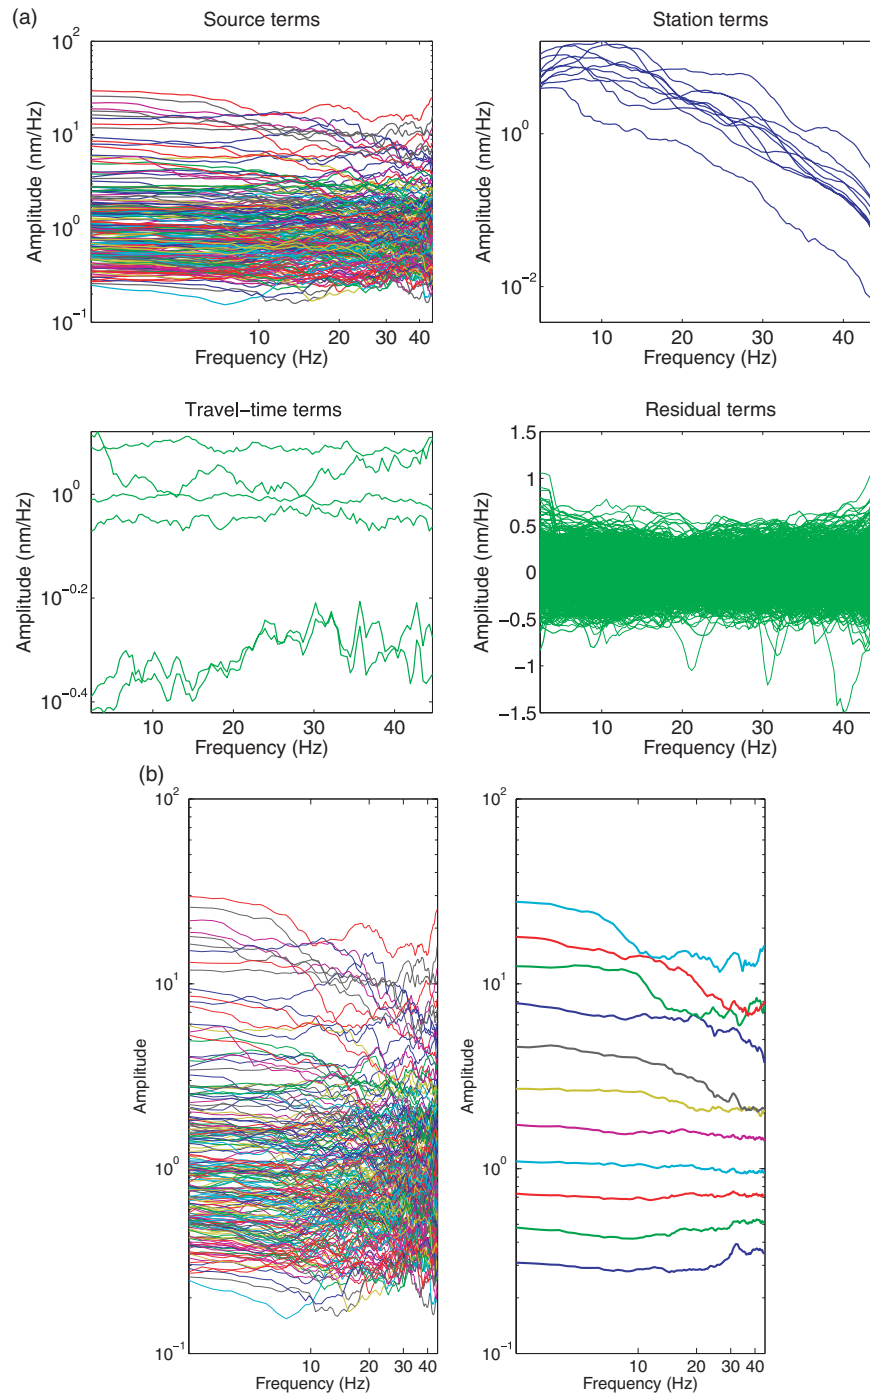 (a)
Source terms
Amplitude (nm/Hz)
10^2
10^1
10^0
10^-1
10 20 30 40
Frequency (Hz)
Station terms
Amplitude (nm/Hz)
10^0
10^-2
10 20 30 40
Frequency (Hz)
Travel-time terms
Amplitude (nm/Hz)
10^0
10^-0.2
10^-0.4
10 20 30 40
Frequency (Hz)
Residual terms
Amplitude (nm/Hz)
1.5
1
0.5
0
-0.5
-1
-1.5
10 20 30 40
Frequency (Hz)
(b)
Amplitude
10^2
10^1
10^0
10^-1
10 20 30 40
Frequency (Hz)
Amplitude
10^2
10^1
10^0
10^-1
10 20 30 40
Frequency (Hz)